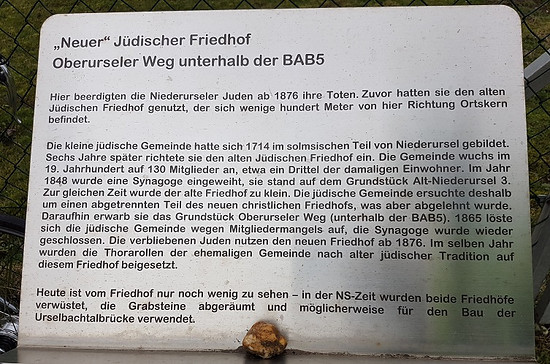 „Neuer" Jüdischer Friedhof
Oberurseler Weg unterhalb der BAB5
Hier beerdigten die Niederurseler Juden ab 1876 ihre Toten. Zuvor hatten sie den alten
Jüdischen Friedhof genutzt, der sich wenige hundert Meter von hier Richtung Ortskern
befindet.
Die kleine jüdische Gemeinde hatte sich 1714 im solmsischen Teil von Niederursel gebildet.
Sechs Jahre später richtete sie den alten Jüdischen Friedhof ein. Die Gemeinde wuchs im
19. Jahrhundert auf 130 Mitglieder an, etwa ein Drittel der damaligen Einwohner. Im Jahr
1848 wurde eine Synagoge eingeweiht, sie stand auf dem Grundstück Alt-Niederursel 3.
Zur gleichen Zeit wurde der alte Friedhof zu klein. Die jüdische Gemeinde ersuchte deshalb
um einen abgetrennten Teil des neuen christlichen Friedhofs, was aber abgelehnt wurde.
Daraufhin erwarb sie das Grundstück Oberurseler Weg (unterhalb der BAB5). 1865 löste
sich die jüdische Gemeinde wegen Mitgliedermangels auf, die Synagoge wurde wieder
geschlossen. Die verbliebenen Juden nutzen den neuen Friedhof ab 1876. Im selben Jahr
wurden die Thorarollen der ehemaligen Gemeinde nach alter jüdischer Tradition auf
diesem Friedhof beigesetzt.
Heute ist vom Friedhof nur noch wenig zu sehen – in der NS-Zeit wurden beide Friedhöfe
verwüstet, die Grabsteine abgeräumt und möglicherweise für den Bau der
Urselbachtalbrücke verwendet.